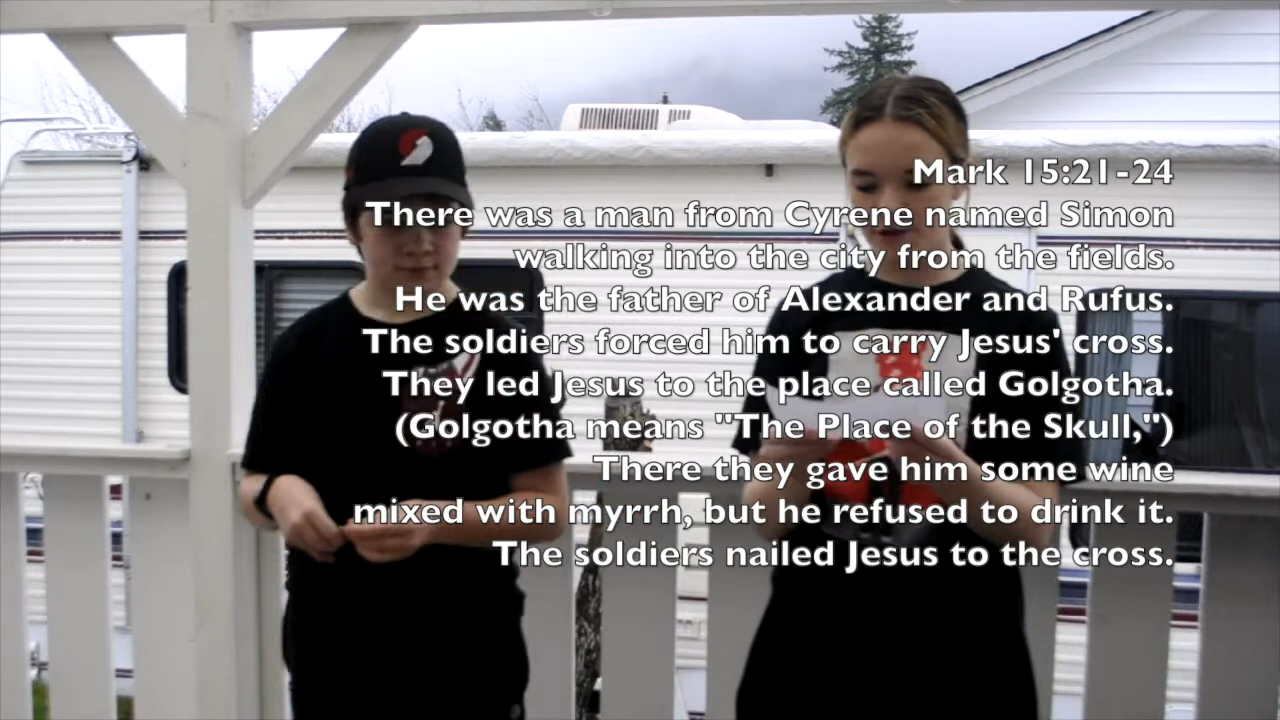 Mark 15:21-24
There was a man from Cyrene named Simon
walking into the city from the fields.
He was the father of Alexander and Rufus.
The soldiers forced him to carry Jesus' cross.
They led Jesus to the place called Golgotha.
(Golgotha means "The Place of the Skull,")
There they gave him some wine
mixed with myrrh, but he refused to drink it.
The soldiers nailed Jesus to the cross.